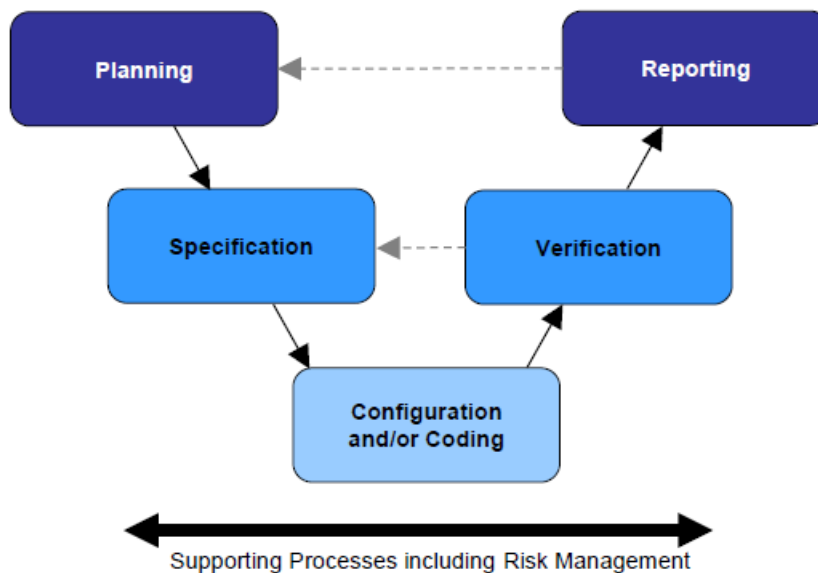 Planning
Reporting
Specification
Verification
Configuration
and/or Coding
Supporting Processes including Risk Management